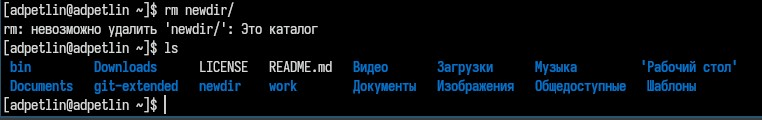 [adpetlin@adpetlin ~]$ rm newdir/
rm: невозможно удалить 'newdir/': Это каталог
[adpetlin@adpetlin ~]$ ls
bin Downloads LICENSE README.md Видео Загрузки Музыка 'Рабочий стол'
Documents git-extended newdir work Документы Изображения Общедоступные Шаблоны
[adpetlin@adpetlin ~]$